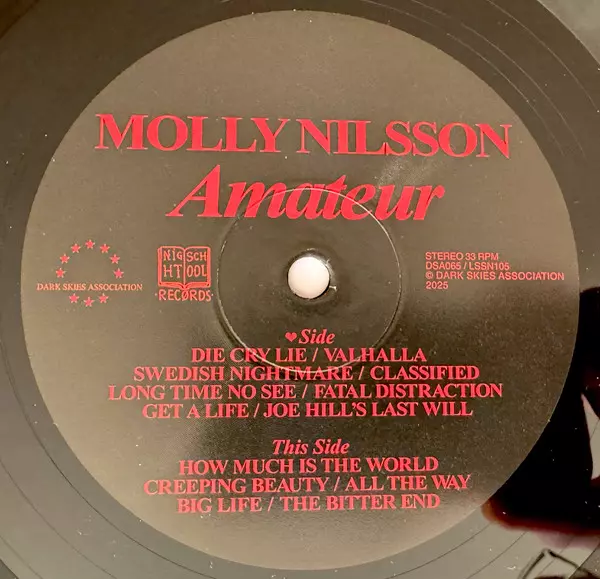 MOLLY NILSSON
Amateur
DARK SKIES ASSOCIATION
NIG SCH
HT OOL
·RECORDS·
STEREO 33 RPM
DSA065 / LSSN105
© DARK SKIES ASSOCIATION
2025
❤Side
DIE CRY LIE / VALHALLA
SWEDISH NIGHTMARE / CLASSIFIED
LONG TIME NO SEE / FATAL DISTRACTION
GET A LIFE / JOE HILL'S LAST WILL
This Side
HOW MUCH IS THE WORLD
CREEPING BEAUTY / ALL THE WAY
BIG LIFE / THE BITTER END